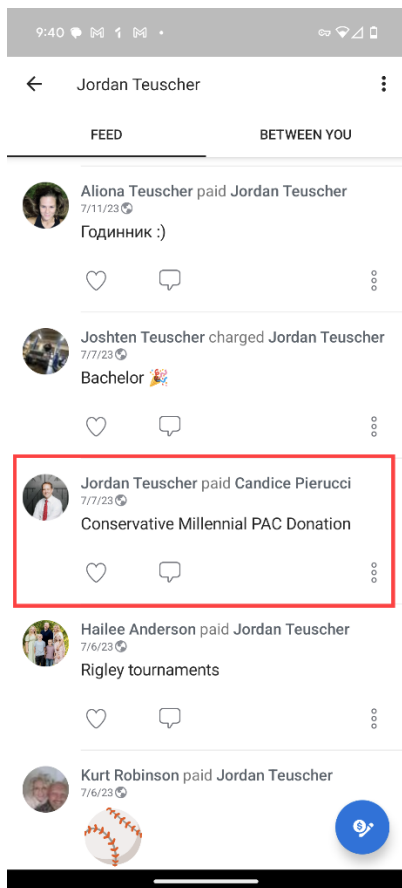 9:40
Jordan Teuscher
FEED BETWEEN YOU
Aliona Teuscher paid Jordan Teuscher
7/11/23
Годинник :)
Joshten Teuscher charged Jordan Teuscher
7/7/23
Bachelor 🎉
Jordan Teuscher paid Candice Pierucci
7/7/23
Conservative Millennial PAC Donation
Hailee Anderson paid Jordan Teuscher
7/6/23
Rigley tournaments
Kurt Robinson paid Jordan Teuscher
7/6/23
⚾